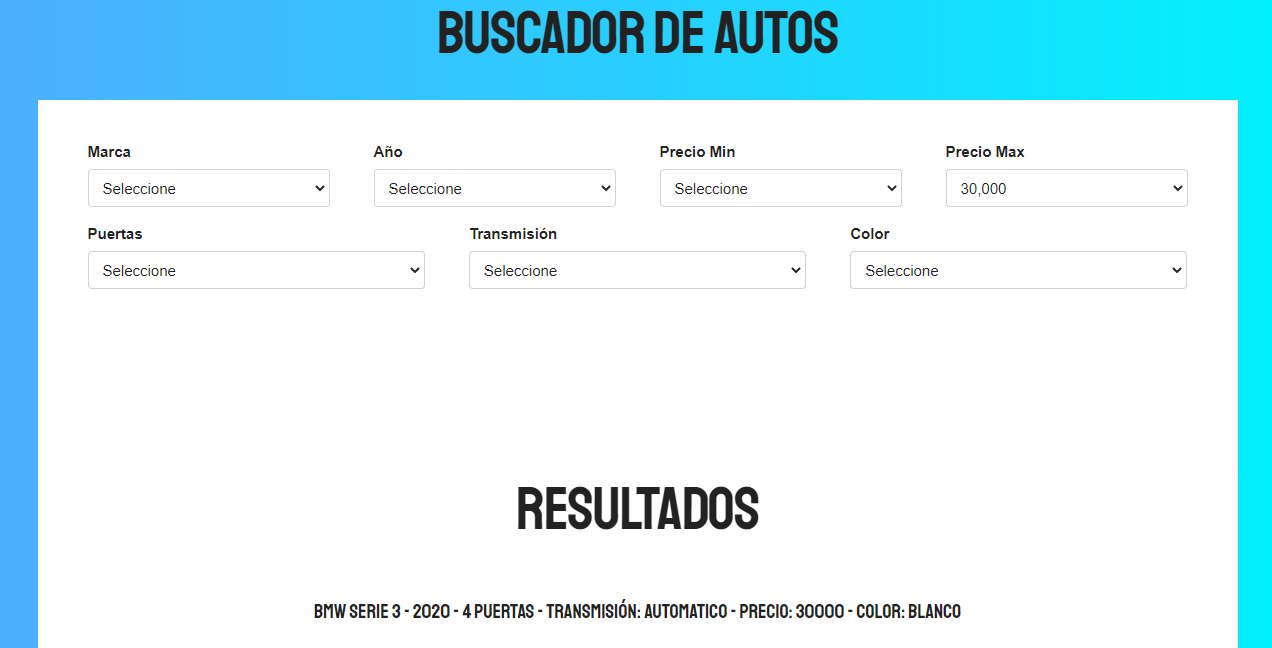 BUSCADOR DE AUTOS
Marca Año Precio Min Precio Max
Seleccione Seleccione Seleccione 30,000
Puertas Transmisión Color
Seleccione Seleccione Seleccione
RESULTADOS
BMW SERIE 3 - 2020 - 4 PUERTAS - TRANSMISIÓN: AUTOMATICO - PRECIO: 30000 - COLOR: BLANCO